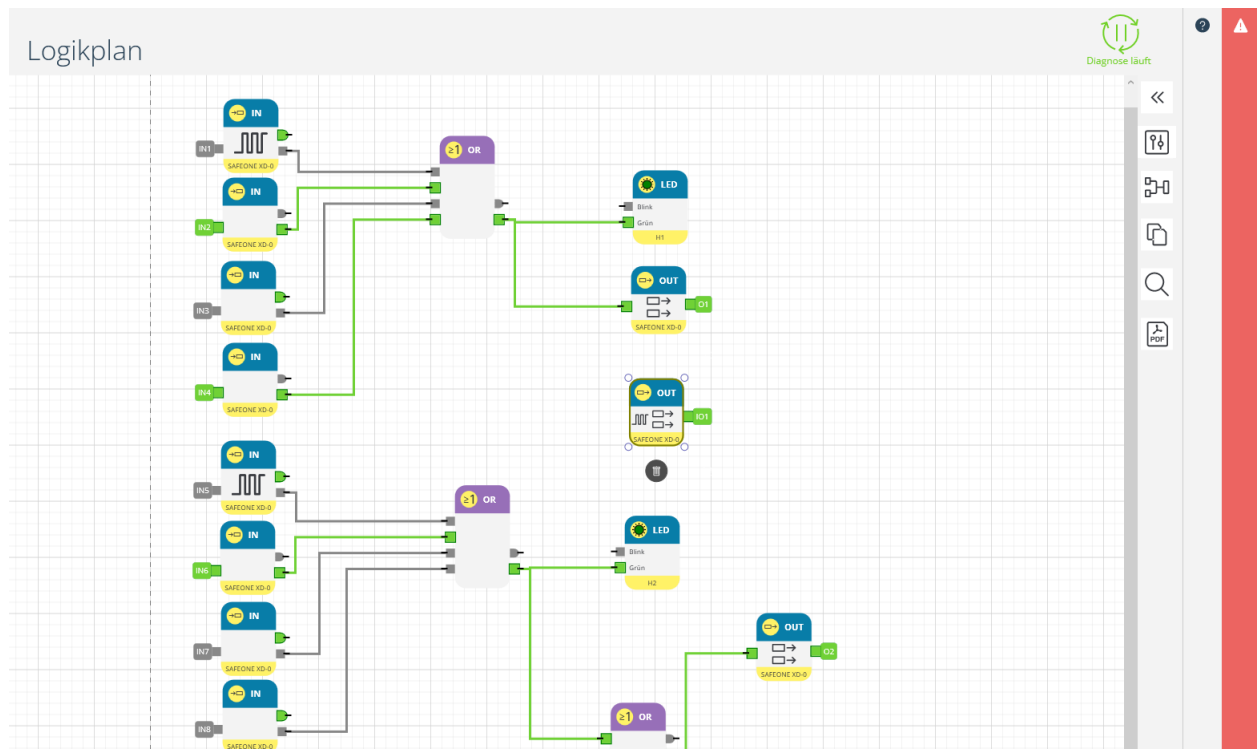 Logikplan
Diagnose läuft
IN
IN1
SAFEONE XD-0
≥1 OR
IN
IN2
SAFEONE XD-0
LED
Blink
Grün
H1
IN
IN3
SAFEONE XD-0
OUT
O1
SAFEONE XD-0
IN
IN4
SAFEONE XD-0
OUT
IO1
SAFEONE XD-0
IN
IN5
SAFEONE XD-0
≥1 OR
IN
IN6
SAFEONE XD-0
LED
Blink
Grün
H2
IN
IN7
SAFEONE XD-0
OUT
O2
SAFEONE XD-0
IN
IN8
SAFEONE XD-0
≥1 OR
PDF